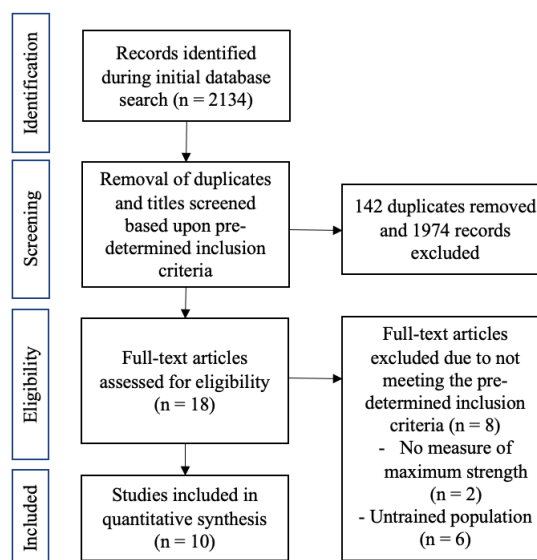 Identification
Records identified
during initial database
search (n = 2134)
Screening
Removal of duplicates
and titles screened
based upon pre-
determined inclusion
criteria
142 duplicates removed
and 1974 records
excluded
Eligibility
Full-text articles
assessed for eligibility
(n = 18)
Full-text articles
excluded due to not
meeting the pre-
determined inclusion
criteria (n = 8)
- No measure of
maximum strength
(n = 2)
- Untrained population
(n = 6)
Included
Studies included in
quantitative synthesis
(n = 10)